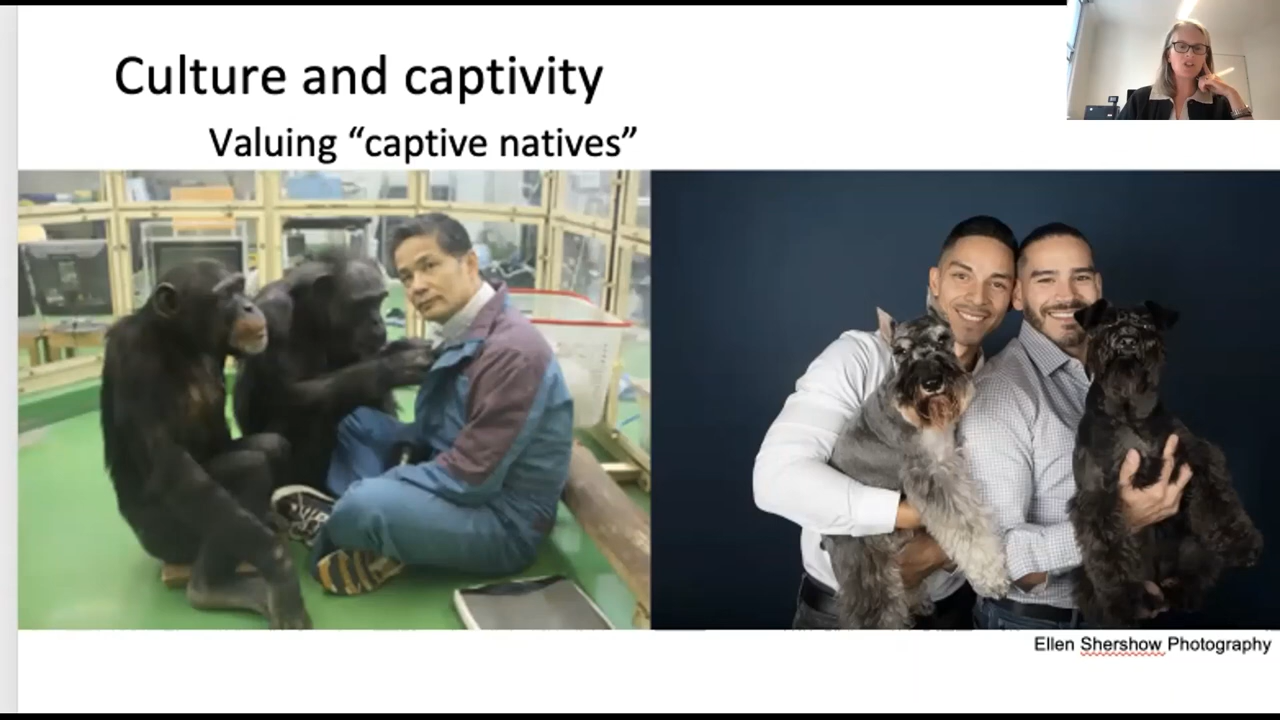 Culture and captivity
Valuing “captive natives”
Ellen Shershow Photography